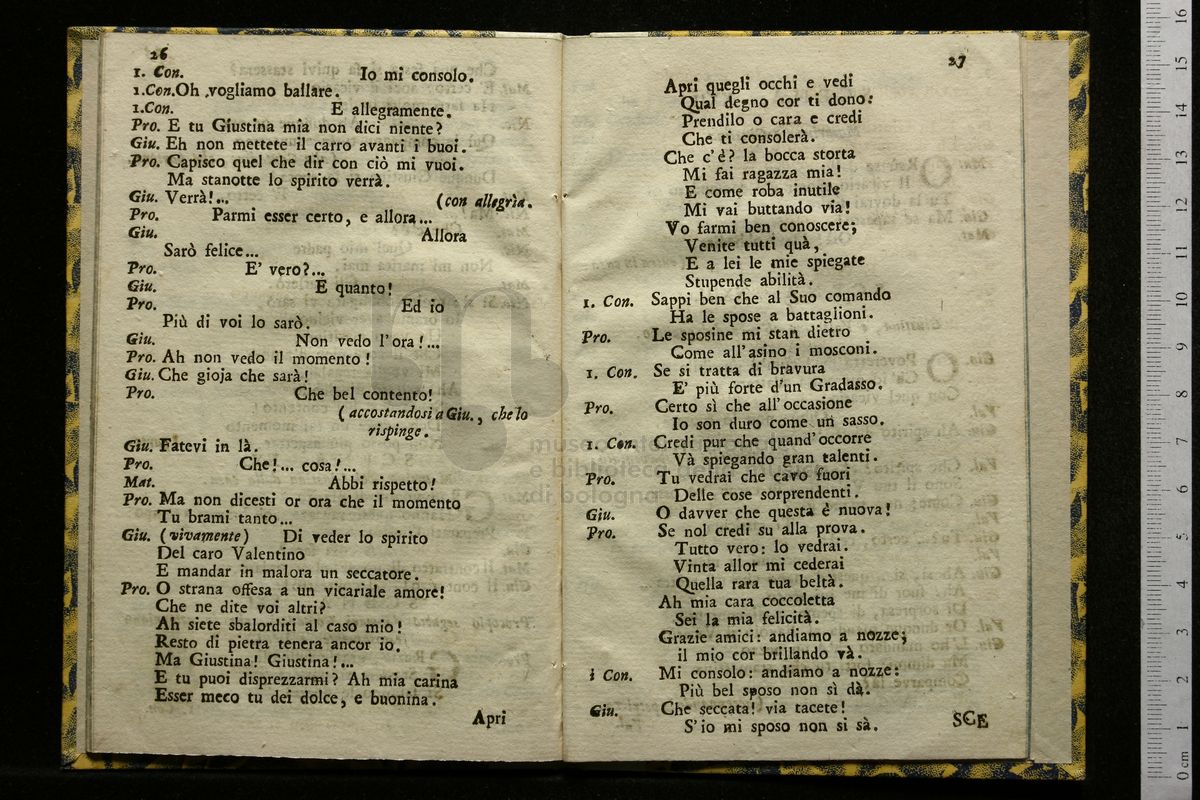 26
1. Con. Io mi consolo.
1.Con.Oh ,vogliamo ballare.
1.Con. E allegramente.
Pro. E tu Giustina mia non dici niente?
Giu. Eh non mettete il carro avanti i buoi.
Pro. Capisco quel che dir con ciò mi vuoi.
Ma stanotte lo spirito verrà.
Giu. Verrà!... (con allegrìa.
Pro. Parmi esser certo, e allora...
Giu. Allora
Sarò felice...
Pro. E' vero?...
Giu. E quanto!
Pro. Ed io
Più di voi lo sarò.
Giu. Non vedo l'ora!...
Pro. Ah non vedo il momento!
Giu. Che gioja che sarà!
Pro. Che bel contento!
(accostandosi a Giu., che lo
rispinge.
Giu. Fatevi in là.
Pro. Che!... cosa!...
Mat. Abbi rispetto!
Pro. Ma non dicesti or ora che il momento
Tu brami tanto...
Giu. (vivamente) Di veder lo spirito
Del caro Valentino
E mandar in malora un seccatore.
Pro. O strana offesa a un vicariale amore!
Che ne dite voi altri?
Ah siete sbalorditi al caso mio!
Resto di pietra tenera ancor io.
Ma Giustina! Giustina!...
E tu puoi disprezzarmi? Ah mia carina
Esser meco tu dei dolce, e buonina.
Apri
27
Apri quegli occhi e vedi
Qual degno cor ti dono:
Prendilo o cara e credi
Che ti consolerà.
Che c'è? la bocca storta
Mi fai ragazza mia!
E come roba inutile
Mi vai buttando via!
Vo farmi ben conoscere;
Venite tutti quà,
E a lei le mie spiegate
Stupende abilità.
1. Con. Sappi ben che al Suo comando
Ha le spose a battaglioni.
Pro. Le sposine mi stan dietro
Come all'asino i mosconi.
1. Con. Se si tratta di bravura
E' più forte d'un Gradasso.
Pro. Certo sì che all'occasione
Io son duro come un sasso.
1. Con. Credi pur che quand'occorre
Và spiegando gran talenti.
Pro. Tu vedrai che cavo fuori
Delle cose sorprendenti.
Giu. O davver che questa è nuova!
Pro. Se nol credi su alla prova.
Tutto vero: lo vedrai.
Vinta allor mi cederai
Quella rara tua beltà.
Ah mia cara coccoletta
Sei la mia felicità.
Grazie amici: andiamo a nozze;
il mio cor brillando và.
i Con. Mi consolo: andiamo a nozze:
Più bel sposo non sì dà.
Giu. Che seccata! via tacete!
S'io mi sposo non si sà.
SCE